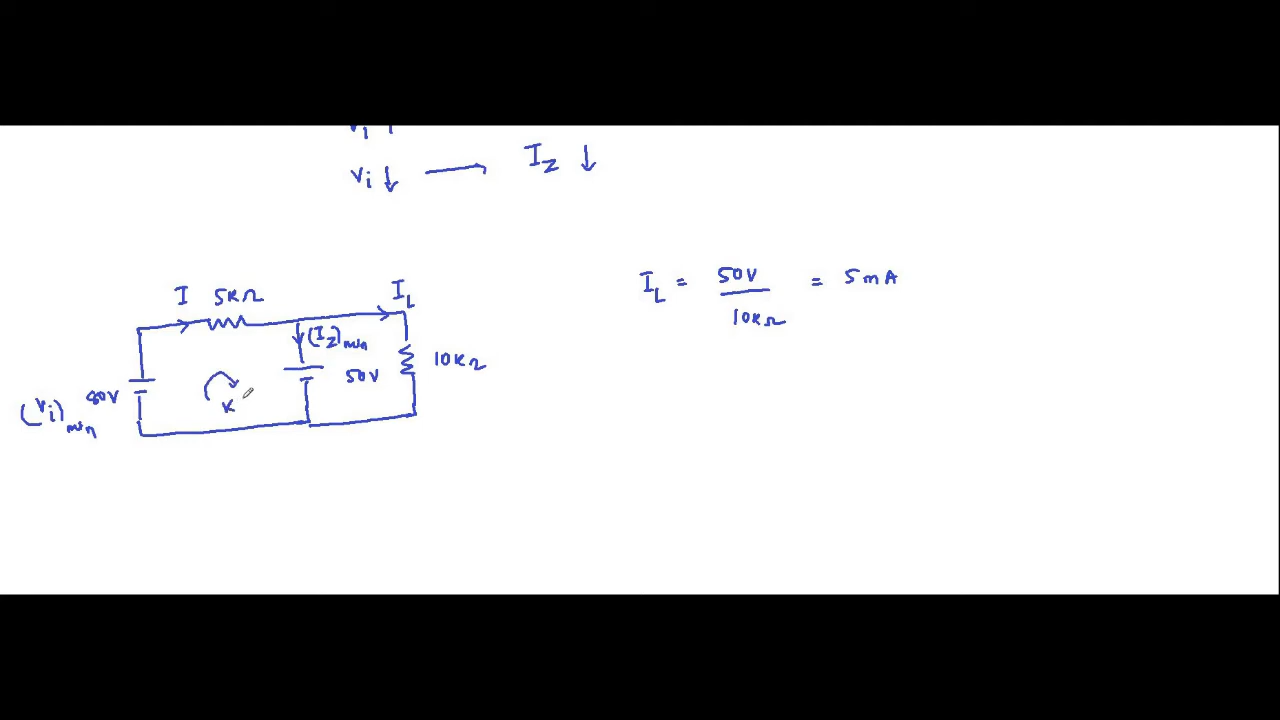 Vi ↓ → IZ ↓
IL = 50V / 10KΩ = 5mA
I 5KΩ IL
(IZ)min
50V 10KΩ
80V
(Vi)min
K